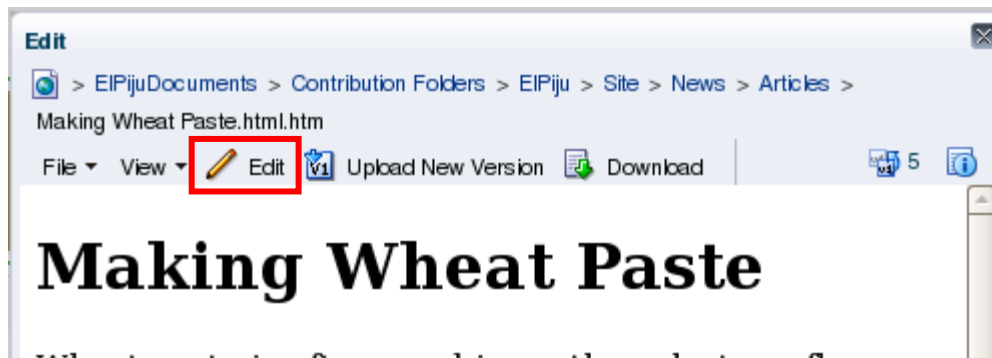 Edit
> ElPijuDocuments > Contribution Folders > ElPiju > Site > News > Articles >
Making Wheat Paste.html.htm
File View Edit Upload New Version Download 5
Making Wheat Paste